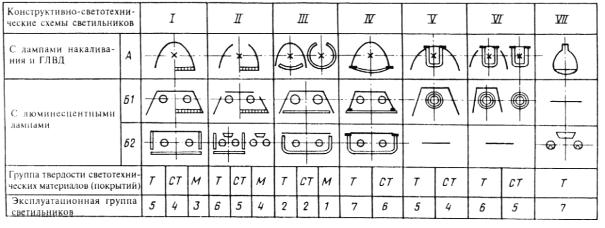 Конструктивно-светотехни-
ческие схемы светильников
I II III IV V VI VII
С лампами накалива-
ния и ГЛВД
А
С люминесцентными
лампами
Б1
Б2
Группа твердости светотехни-
ческих материалов (покрытий)
Т СТ М Т СТ М Т СТ М Т СТ Т СТ Т СТ Т
Эксплуатационная группа
светильников
5 4 3 6 5 4 2 2 1 7 6 5 4 6 5 7